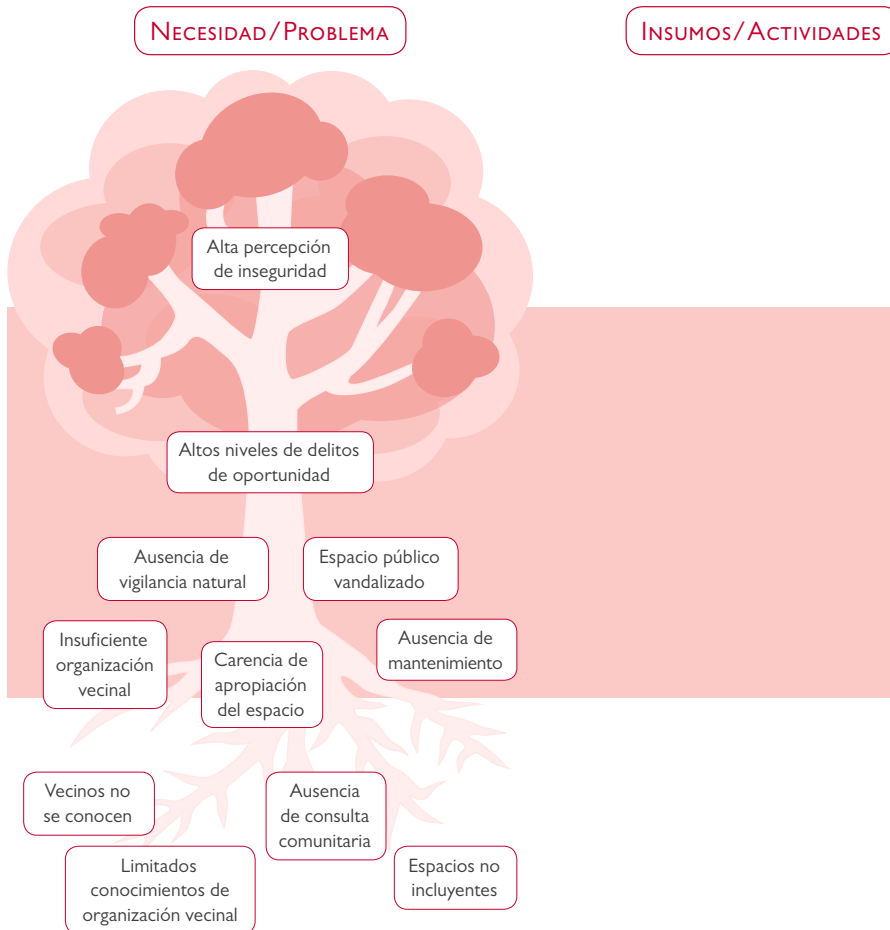 NECESIDAD/PROBLEMA
INSUMOS/ACTIVIDADES
Alta percepción
de inseguridad
Altos niveles de delitos
de oportunidad
Ausencia de
vigilancia natural
Espacio público
vandalizado
Insuficiente
organización
vecinal
Carencia de
apropiación
del espacio
Ausencia de
mantenimiento
Vecinos no
se conocen
Ausencia
de consulta
comunitaria
Limitados
conocimientos de
organización vecinal
Espacios no
incluyentes